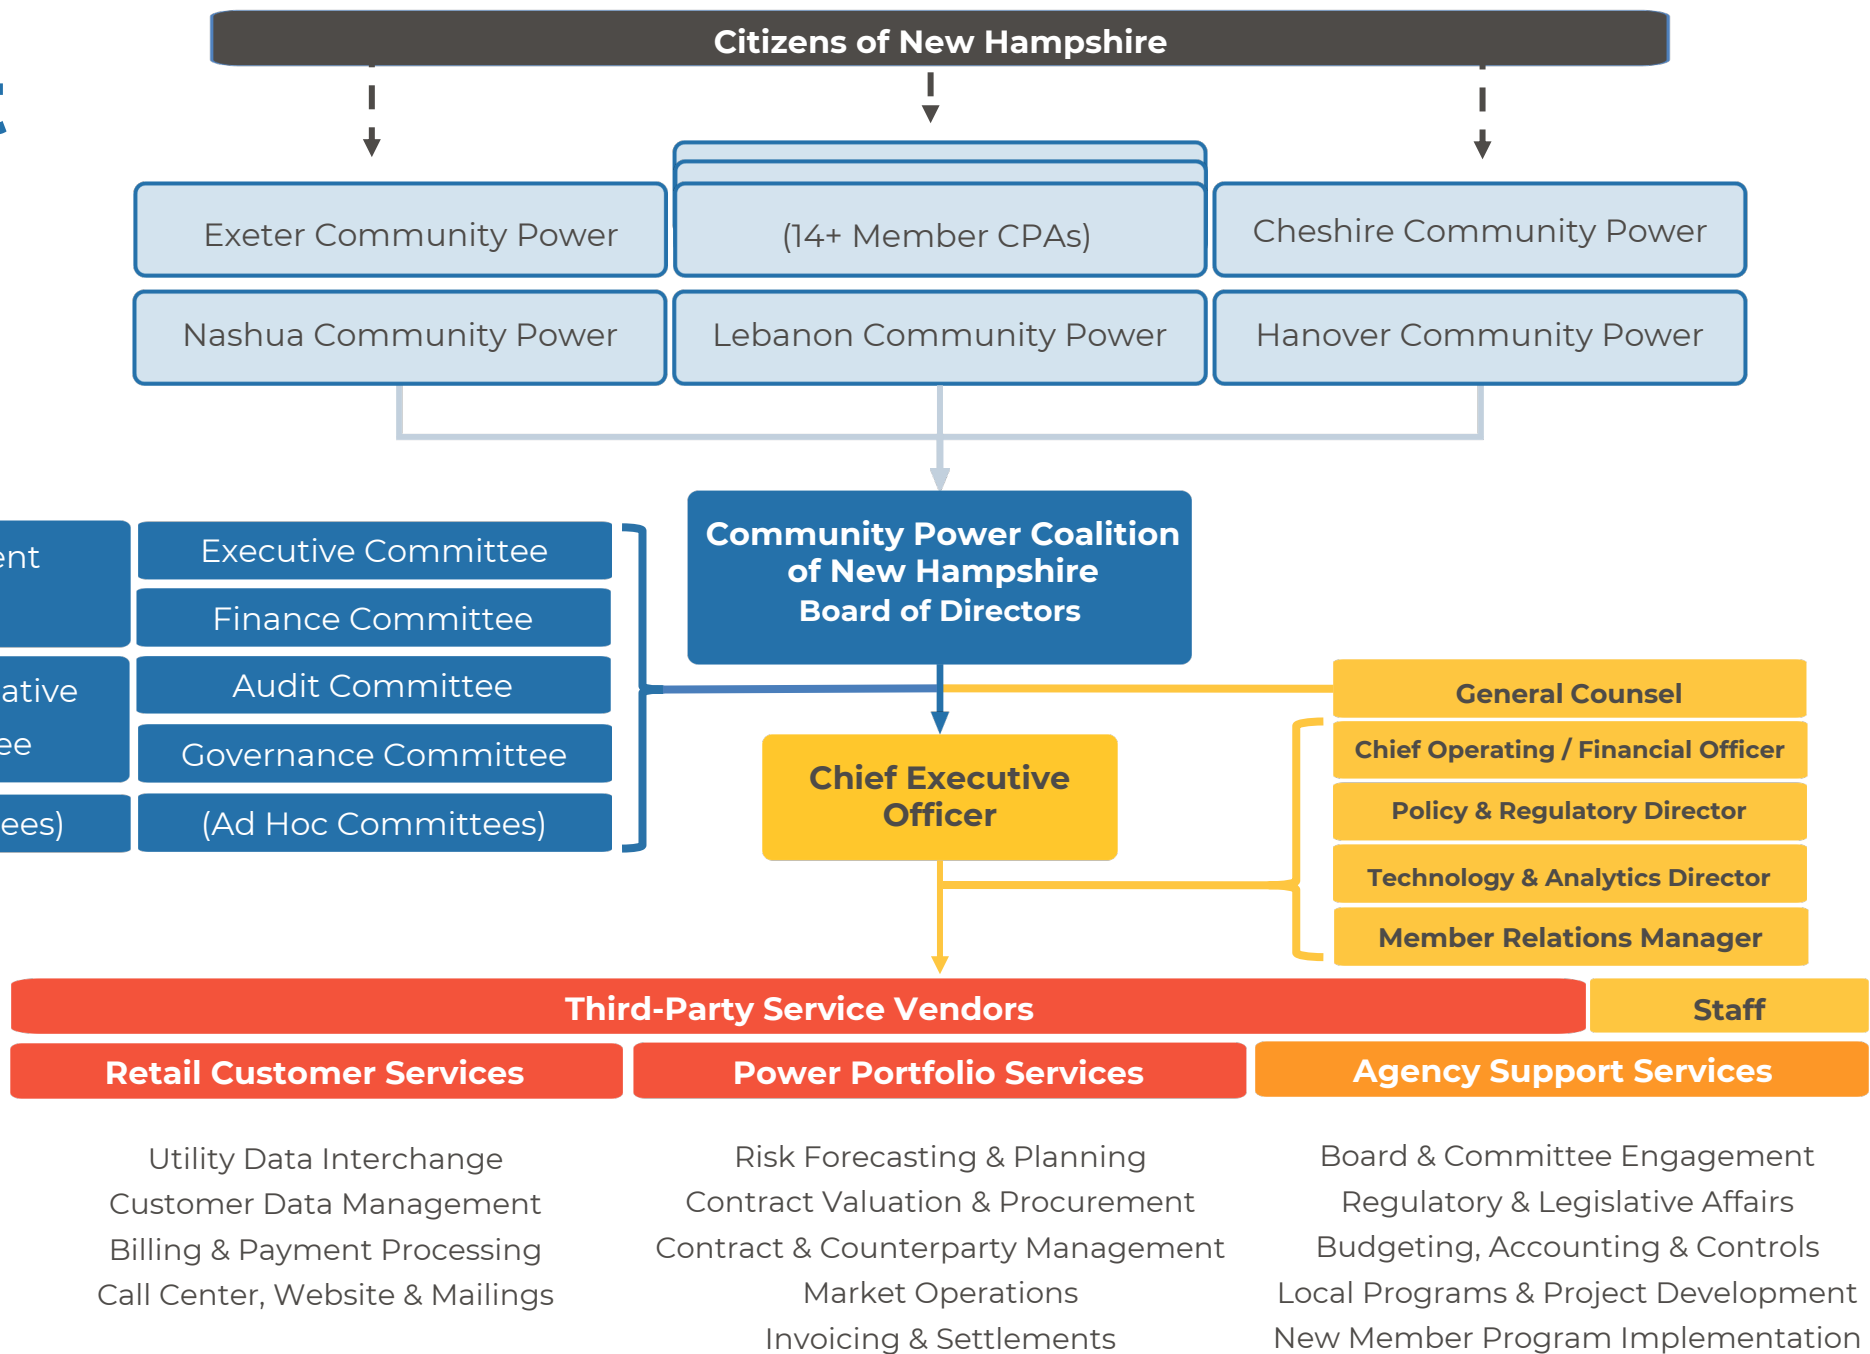 Citizens of New Hampshire
Exeter Community Power
(14+ Member CPAs)
Cheshire Community Power
Nashua Community Power
Lebanon Community Power
Hanover Community Power
Community Power Coalition
of New Hampshire
Board of Directors
Executive Committee
Finance Committee
Audit Committee
Governance Committee
(Ad Hoc Committees)
General Counsel
Chief Operating / Financial Officer
Policy & Regulatory Director
Technology & Analytics Director
Member Relations Manager
Chief Executive
Officer
Third-Party Service Vendors
Staff
Retail Customer Services
Power Portfolio Services
Agency Support Services
Utility Data Interchange
Customer Data Management
Billing & Payment Processing
Call Center, Website & Mailings
Risk Forecasting & Planning
Contract Valuation & Procurement
Contract & Counterparty Management
Market Operations
Invoicing & Settlements
Board & Committee Engagement
Regulatory & Legislative Affairs
Budgeting, Accounting & Controls
Local Programs & Project Development
New Member Program Implementation